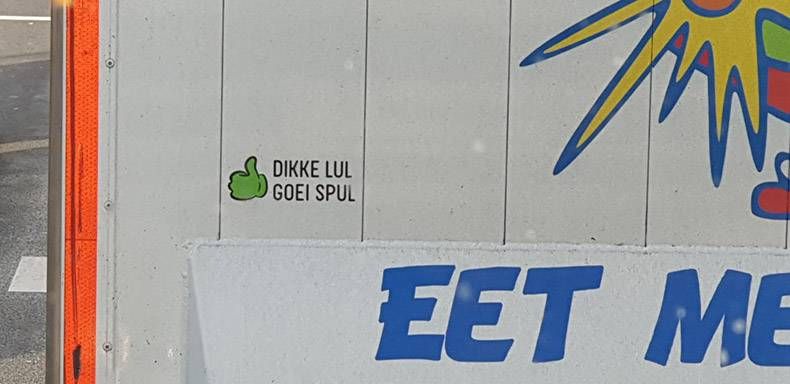 DIKKE LUL
GOEI SPUL
EET ME